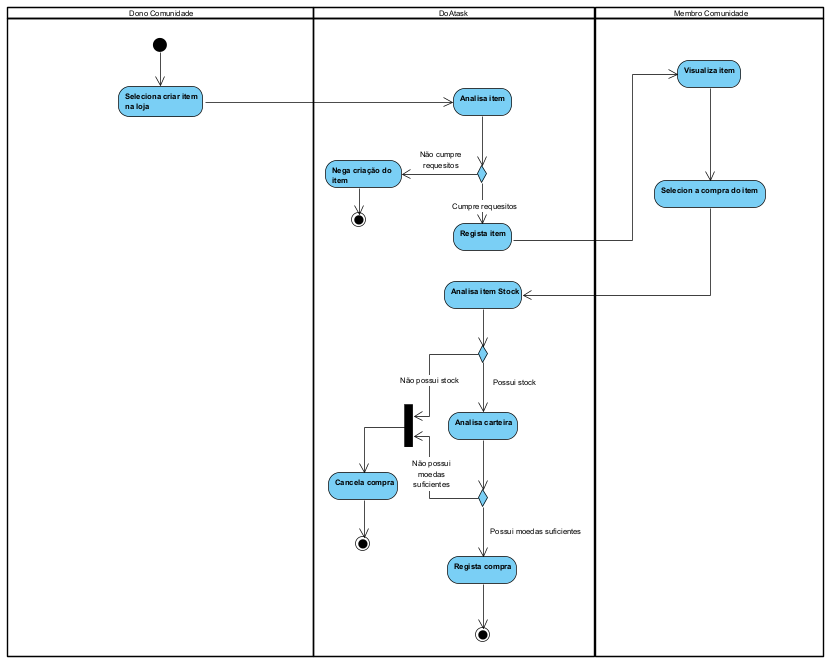 Dono Comunidade
DoAtask
Membro Comunidade
Visualiza item
Seleciona criar item
na loja
Analisa item
Não cumpre
requesitos
Nega criação do
item
Selecion a compra do item
Cumpre requesitos
Regista item
Analisa item Stock
Não possui stock
Possui stock
Analisa carteira
Não possui
moedas
suficientes
Cancela compra
Possui moedas suficientes
Regista compra